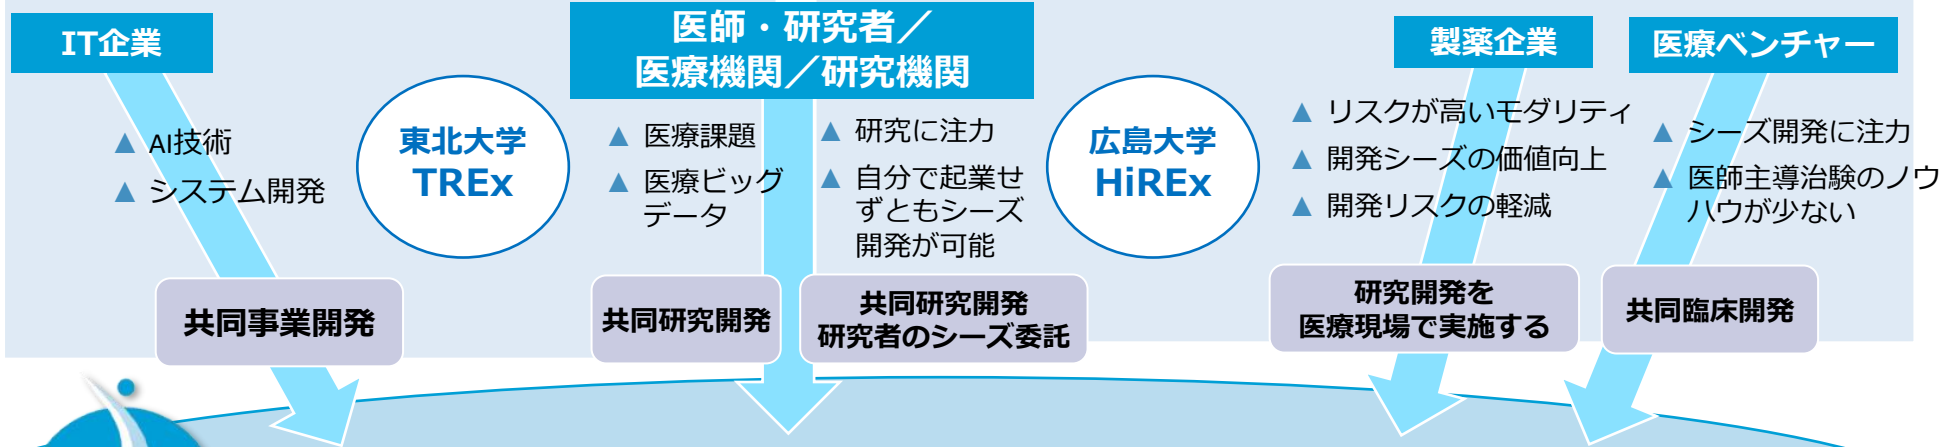 IT企業
▲ AI技術
▲ システム開発
共同事業開発
東北大学
TREx
医師・研究者／
医療機関／研究機関
▲ 医療課題
▲ 医療ビッグ
データ
共同研究開発
▲ 研究に注力
▲ 自分で起業せ
ずともシーズ
開発が可能
共同研究開発
研究者のシーズ委託
広島大学
HiREx
製薬企業
▲ リスクが高いモダリティ
▲ 開発シーズの価値向上
▲ 開発リスクの軽減
研究開発を
医療現場で実施する
医療ベンチャー
▲ シーズ開発に注力
▲ 医師主導治験のノウ
ハウが少ない
共同臨床開発